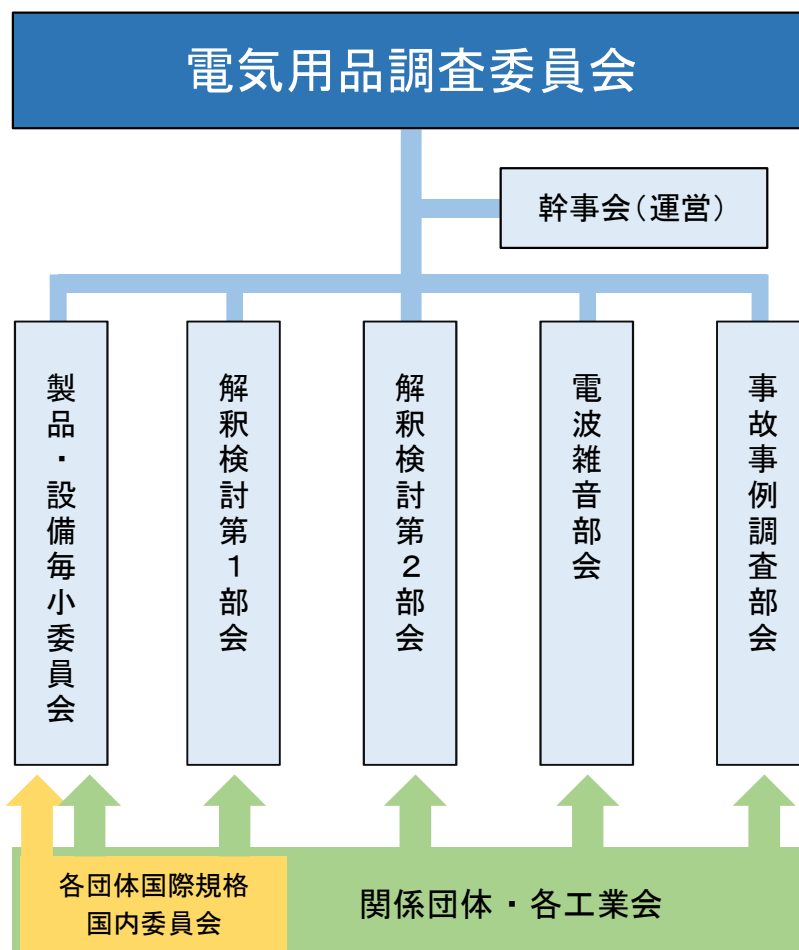 電気用品調査委員会
幹事会（運営）
製品・設備毎小委員会
解釈検討第１部会
解釈検討第２部会
電波雑音部会
事故事例調査部会
各団体国際規格
国内委員会
関係団体・各工業会